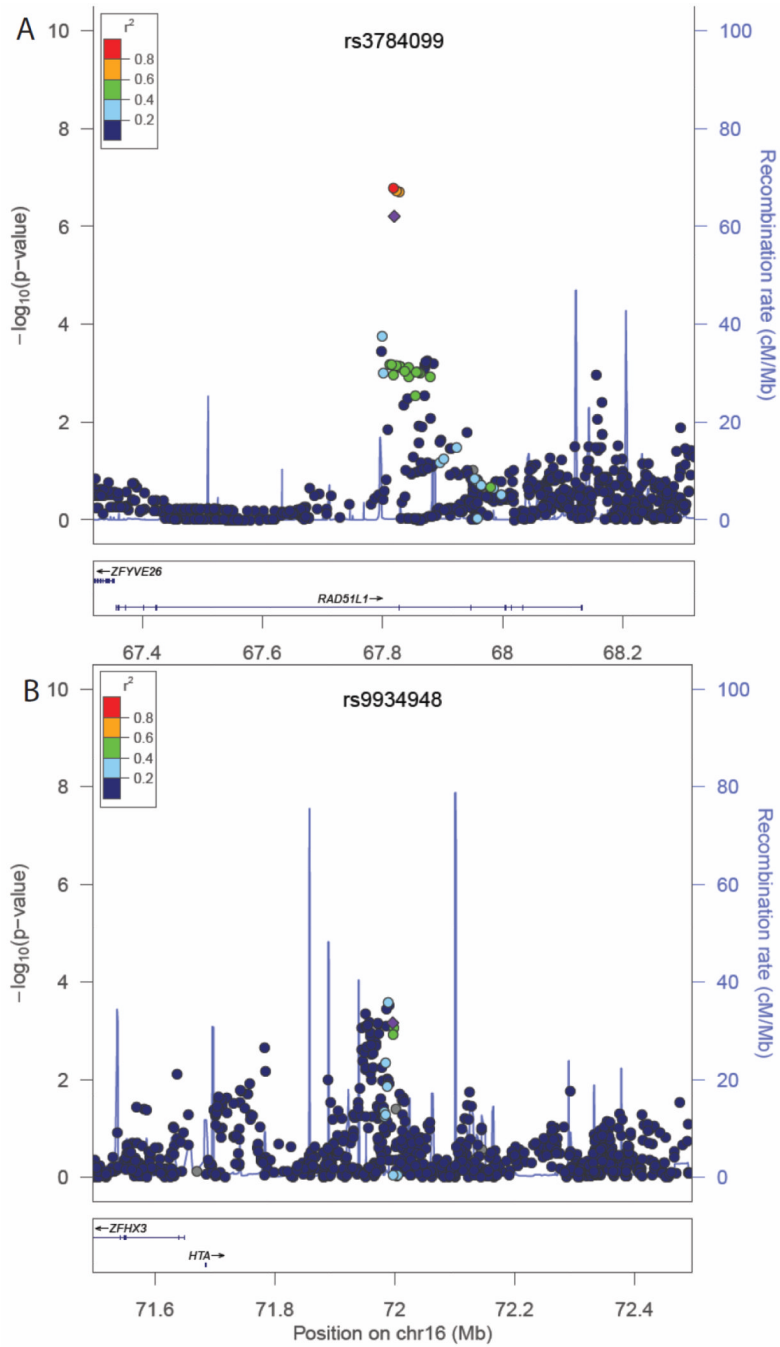 A
r²
rs3784099
0.8
0.6
0.4
0.2
10
8
6
4
2
0
−log₁₀(p−value)
100
80
60
40
20
0
Recombination rate (cM/Mb)
←ZFYVE26
RAD51L1→
67.4 67.6 67.8 68 68.2
B
r²
rs9934948
0.8
0.6
0.4
0.2
10
8
6
4
2
0
−log₁₀(p−value)
100
80
60
40
20
0
Recombination rate (cM/Mb)
←ZFHX3
HTA→
71.6 71.8 72 72.2 72.4
Position on chr16 (Mb)